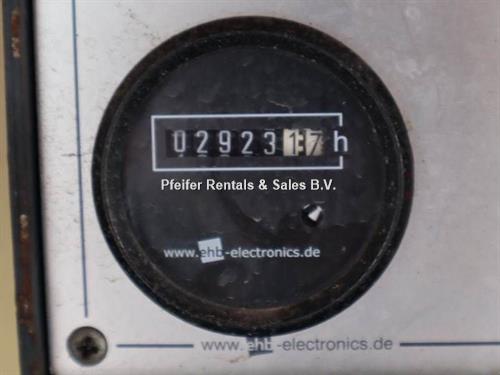 02923 17 h
Pfeifer Rentals & Sales B.V.
www.ehb-electronics.de
www.ehb-electronics.de